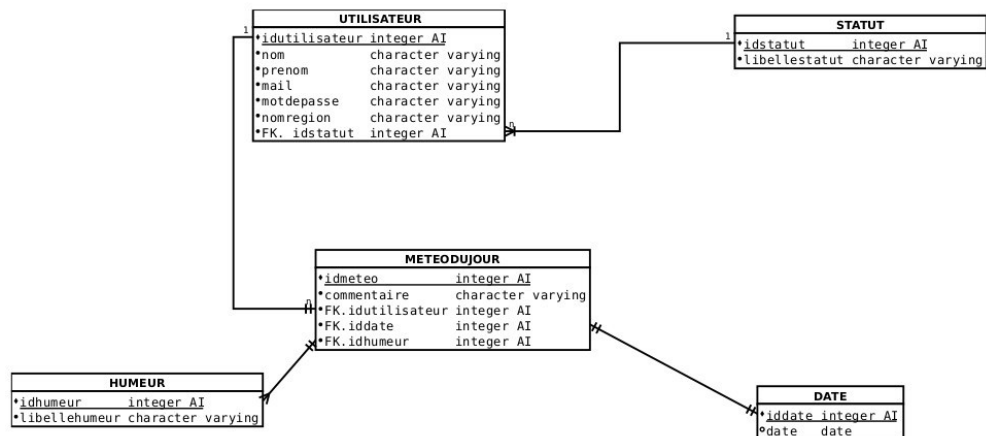 UTILISATEUR
idutilisateur integer AI
nom character varying
prenom character varying
mail character varying
motdepasse character varying
nomregion character varying
FK. idstatut integer AI
1
n
STATUT
1
idstatut integer AI
libellestatut character varying
METEODUJOUR
idmeteo integer AI
commentaire character varying
FK.idutilisateur integer AI
FK.iddate integer AI
FK.idhumeur integer AI
n
HUMEUR
idhumeur integer AI
libellehumeur character varying
DATE
iddate integer AI
date date